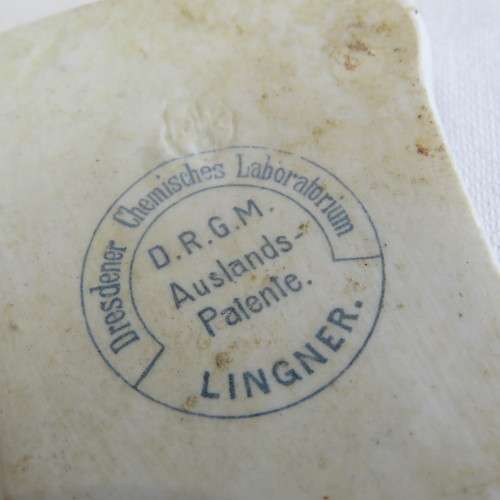 Dresdener Chemisches Laboratorium
D.R.G.M.
Auslands-
Patente.
LINGNER.